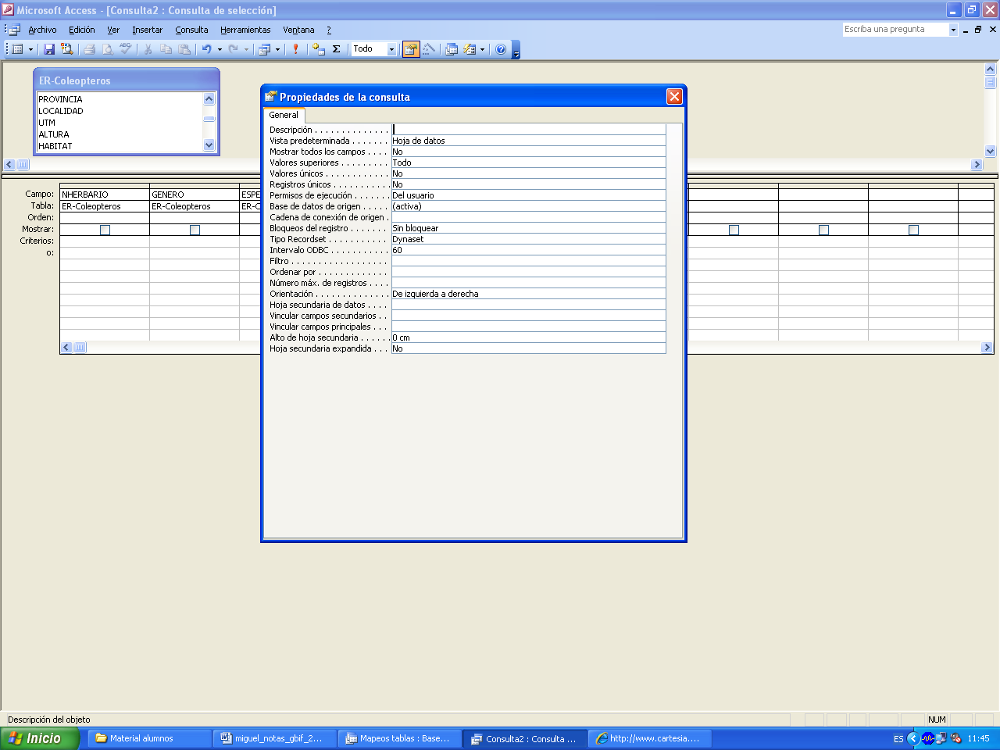 Microsoft Access - [Consulta2 : Consulta de selección]
Archivo Edición Ver Insertar Consulta Herramientas Ventana ? Escriba una pregunta
Todo
ER-Coleopteros
PROVINCIA
LOCALIDAD
UTM
ALTURA
HABITAT
Campo: NHERBARIO GENERO ESPE
Tabla: ER-Coleopteros ER-Coleopteros ER-C
Orden:
Mostrar:
Criterios:
o:
Propiedades de la consulta
General
Descripción . . . . . . . . . . . . . . .
Vista predeterminada . . . . . . . Hoja de datos
Mostrar todos los campos . . . . No
Valores superiores . . . . . . . . . Todo
Valores únicos . . . . . . . . . . . . No
Registros únicos . . . . . . . . . . . No
Permisos de ejecución . . . . . . . Del usuario
Base de datos de origen . . . . . (activa)
Cadena de conexión de origen .
Bloqueos del registro . . . . . . . Sin bloquear
Tipo Recordset . . . . . . . . . . . Dynaset
Intervalo ODBC . . . . . . . . . . . 60
Filtro . . . . . . . . . . . . . . . . . .
Ordenar por . . . . . . . . . . . . .
Número máx. de registros . . . .
Orientación . . . . . . . . . . . . . . De izquierda a derecha
Hoja secundaria de datos . . . .
Vincular campos secundarios . .
Vincular campos principales . . .
Alto de hoja secundaria . . . . . . 0 cm
Hoja secundaria expandida . . . No
Descripción del objeto NUM
Inicio Material alumnos miguel_notas_gbif_2... Mapeos tablas : Base... Consulta2 : Consulta ... http://www.cartesia.... ES 11:45